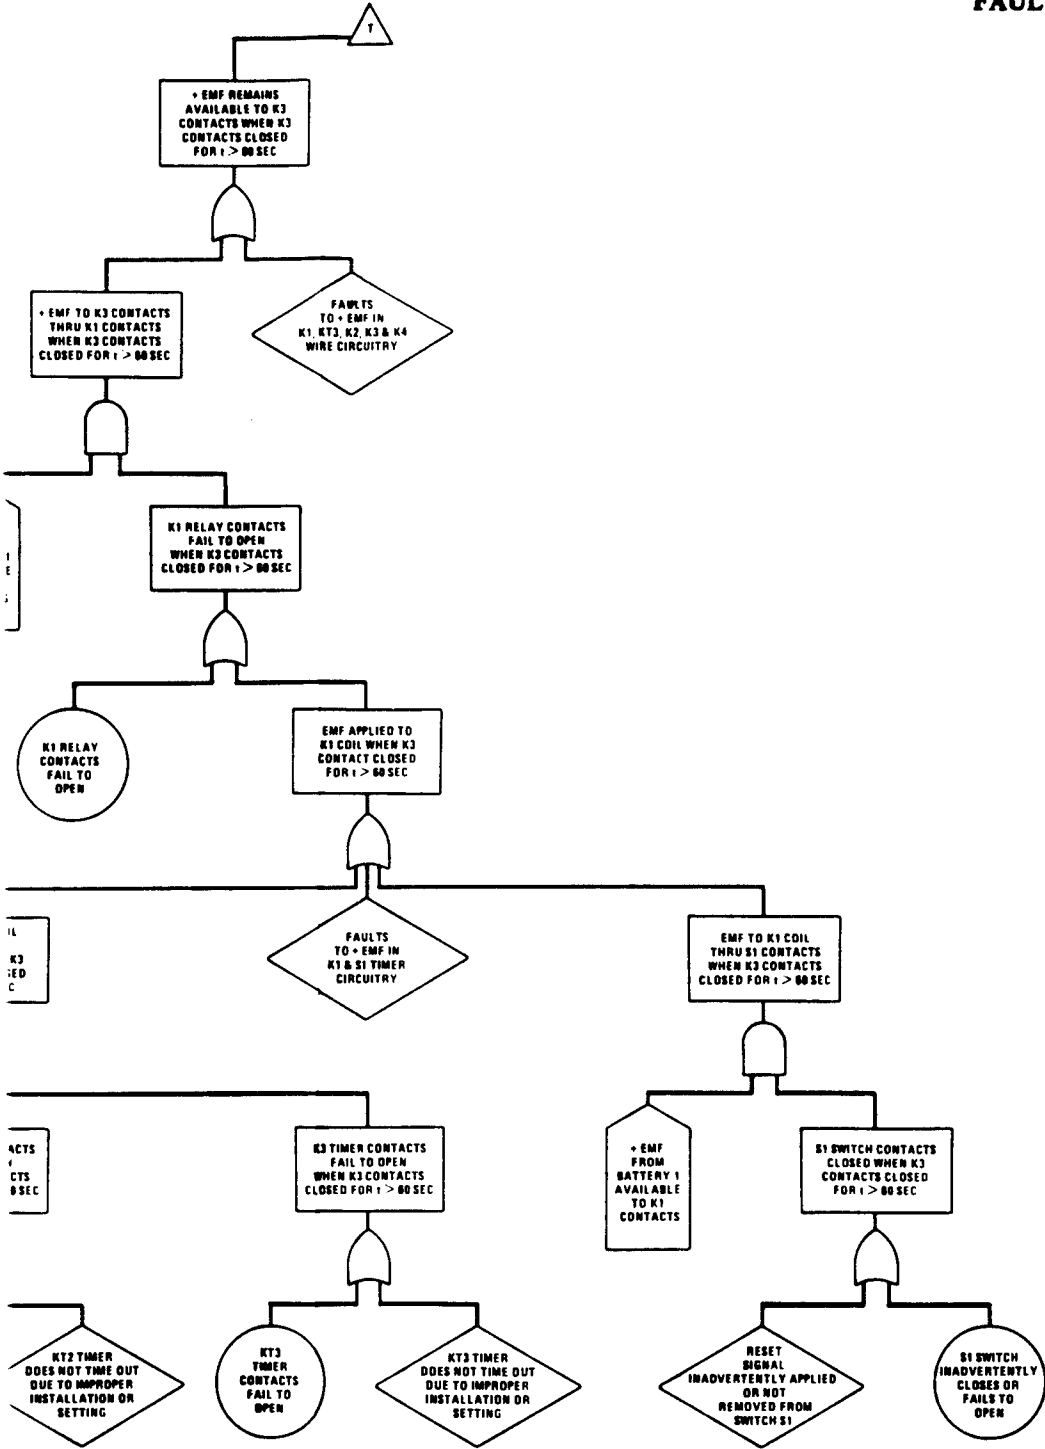 FAUL
T
+ EMF REMAINS
AVAILABLE TO K3
CONTACTS WHEN K3
CONTACTS CLOSED
FOR t > 60 SEC
+ EMF TO K3 CONTACTS
THRU K1 CONTACTS
WHEN K3 CONTACTS
CLOSED FOR t > 60 SEC
FAULTS
TO + EMF IN
K1, KT3, K2, K3 & K4
WIRE CIRCUITRY
K1 RELAY CONTACTS
FAIL TO OPEN
WHEN K3 CONTACTS
CLOSED FOR t > 60 SEC
E
K1 RELAY
CONTACTS
FAIL TO
OPEN
EMF APPLIED TO
K1 COIL WHEN K3
CONTACT CLOSED
FOR t > 60 SEC
IL
K3
SED
C
FAULTS
TO + EMF IN
K1 & S1 TIMER
CIRCUITRY
EMF TO K1 COIL
THRU S1 CONTACTS
WHEN K3 CONTACTS
CLOSED FOR t > 60 SEC
ACTS
CTS
0 SEC
K3 TIMER CONTACTS
FAIL TO OPEN
WHEN K3 CONTACTS
CLOSED FOR t > 60 SEC
+ EMF
FROM
BATTERY 1
AVAILABLE
TO K1
CONTACTS
S1 SWITCH CONTACTS
CLOSED WHEN K3
CONTACTS CLOSED
FOR t > 60 SEC
KT2 TIMER
DOES NOT TIME OUT
DUE TO IMPROPER
INSTALLATION OR
SETTING
KT3
TIMER
CONTACTS
FAIL TO
OPEN
KT3 TIMER
DOES NOT TIME OUT
DUE TO IMPROPER
INSTALLATION OR
SETTING
RESET
SIGNAL
INADVERTENTLY APPLIED
OR NOT
REMOVED FROM
SWITCH S1
S1 SWITCH
INADVERTENTLY
CLOSES OR
FAILS TO
OPEN